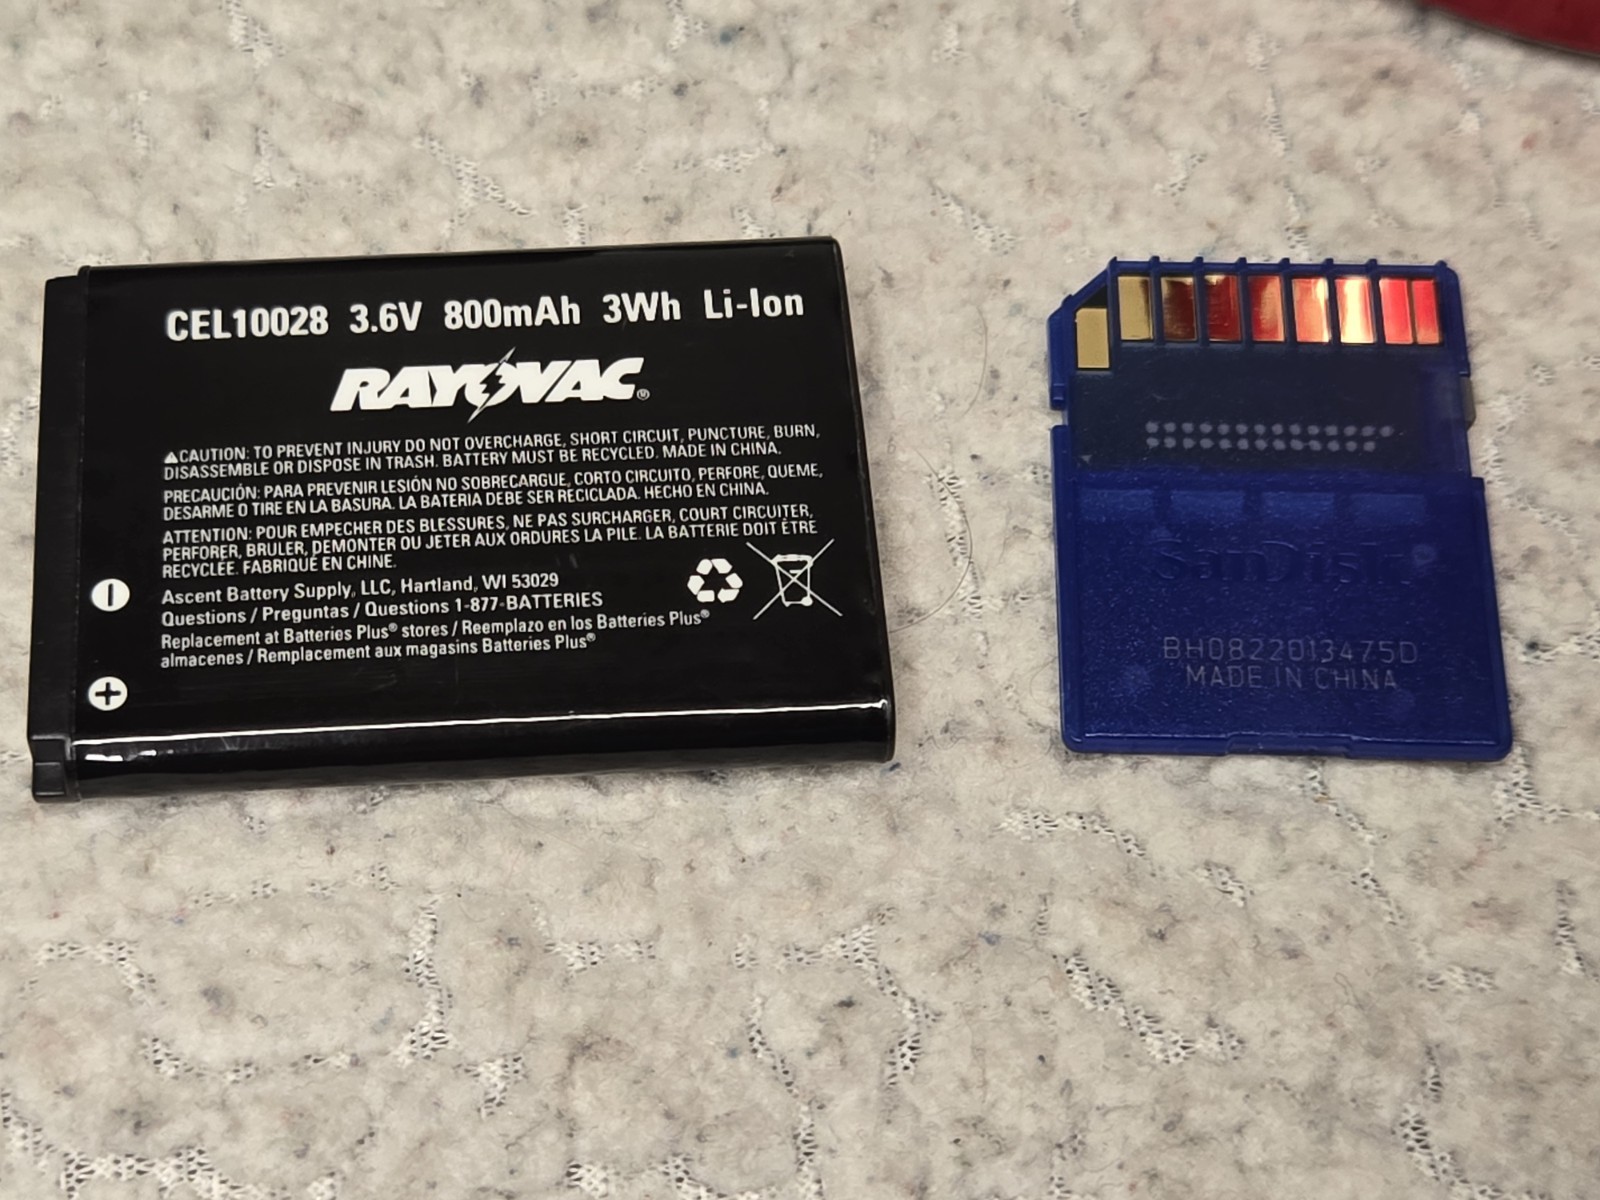 CEL10028 3.6V 800mAh 3Wh Li-Ion
RAYOVAC®
⚠CAUTION: TO PREVENT INJURY DO NOT OVERCHARGE, SHORT CIRCUIT, PUNCTURE, BURN,
DISASSEMBLE OR DISPOSE IN TRASH. BATTERY MUST BE RECYCLED. MADE IN CHINA.
PRECAUCIÓN: PARA PREVENIR LESIÓN NO SOBRECARGUE, CORTO CIRCUITO, PERFORE, QUEME,
DESARME O TIRE EN LA BASURA. LA BATERIA DEBE SER RECICLADA. HECHO EN CHINA.
ATTENTION: POUR EMPECHER DES BLESSURES, NE PAS SURCHARGER, COURT CIRCUITER,
PERFORER, BRULER, DEMONTER OU JETER AUX ORDURES LA PILE. LA BATTERIE DOIT ÊTRE
RECYCLÉE. FABRIQUÉ EN CHINE.
Ascent Battery Supply, LLC, Hartland, WI 53029
Questions / Preguntas / Questions 1-877-BATTERIES
Replacement at Batteries Plus® stores / Reemplazo en los Batteries Plus®
almacenes / Remplacement aux magasins Batteries Plus®
SanDisk
BH0822013475D
MADE IN CHINA